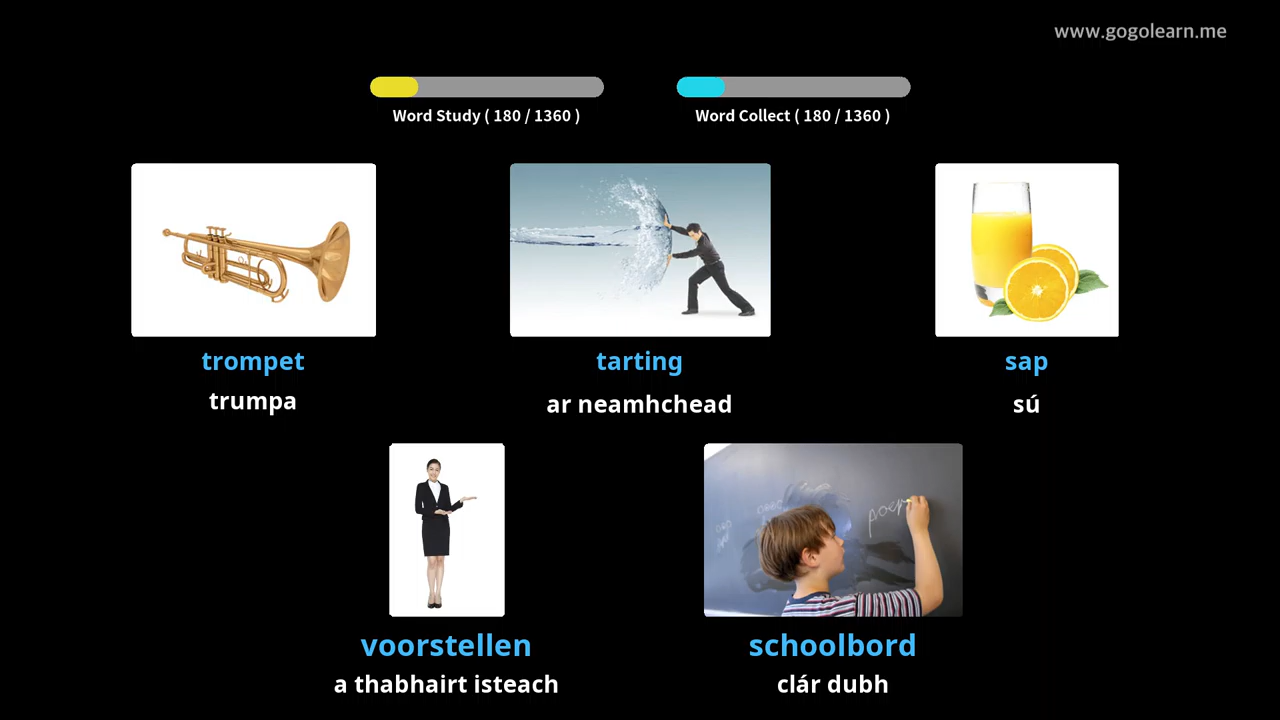 www.gogolearn.me
Word Study ( 180 / 1360 )
Word Collect ( 180 / 1360 )
trompet
tarting
sap
trumpa
ar neamhchead
sú
poep
voorstellen
schoolbord
a thabhairt isteach
clár dubh